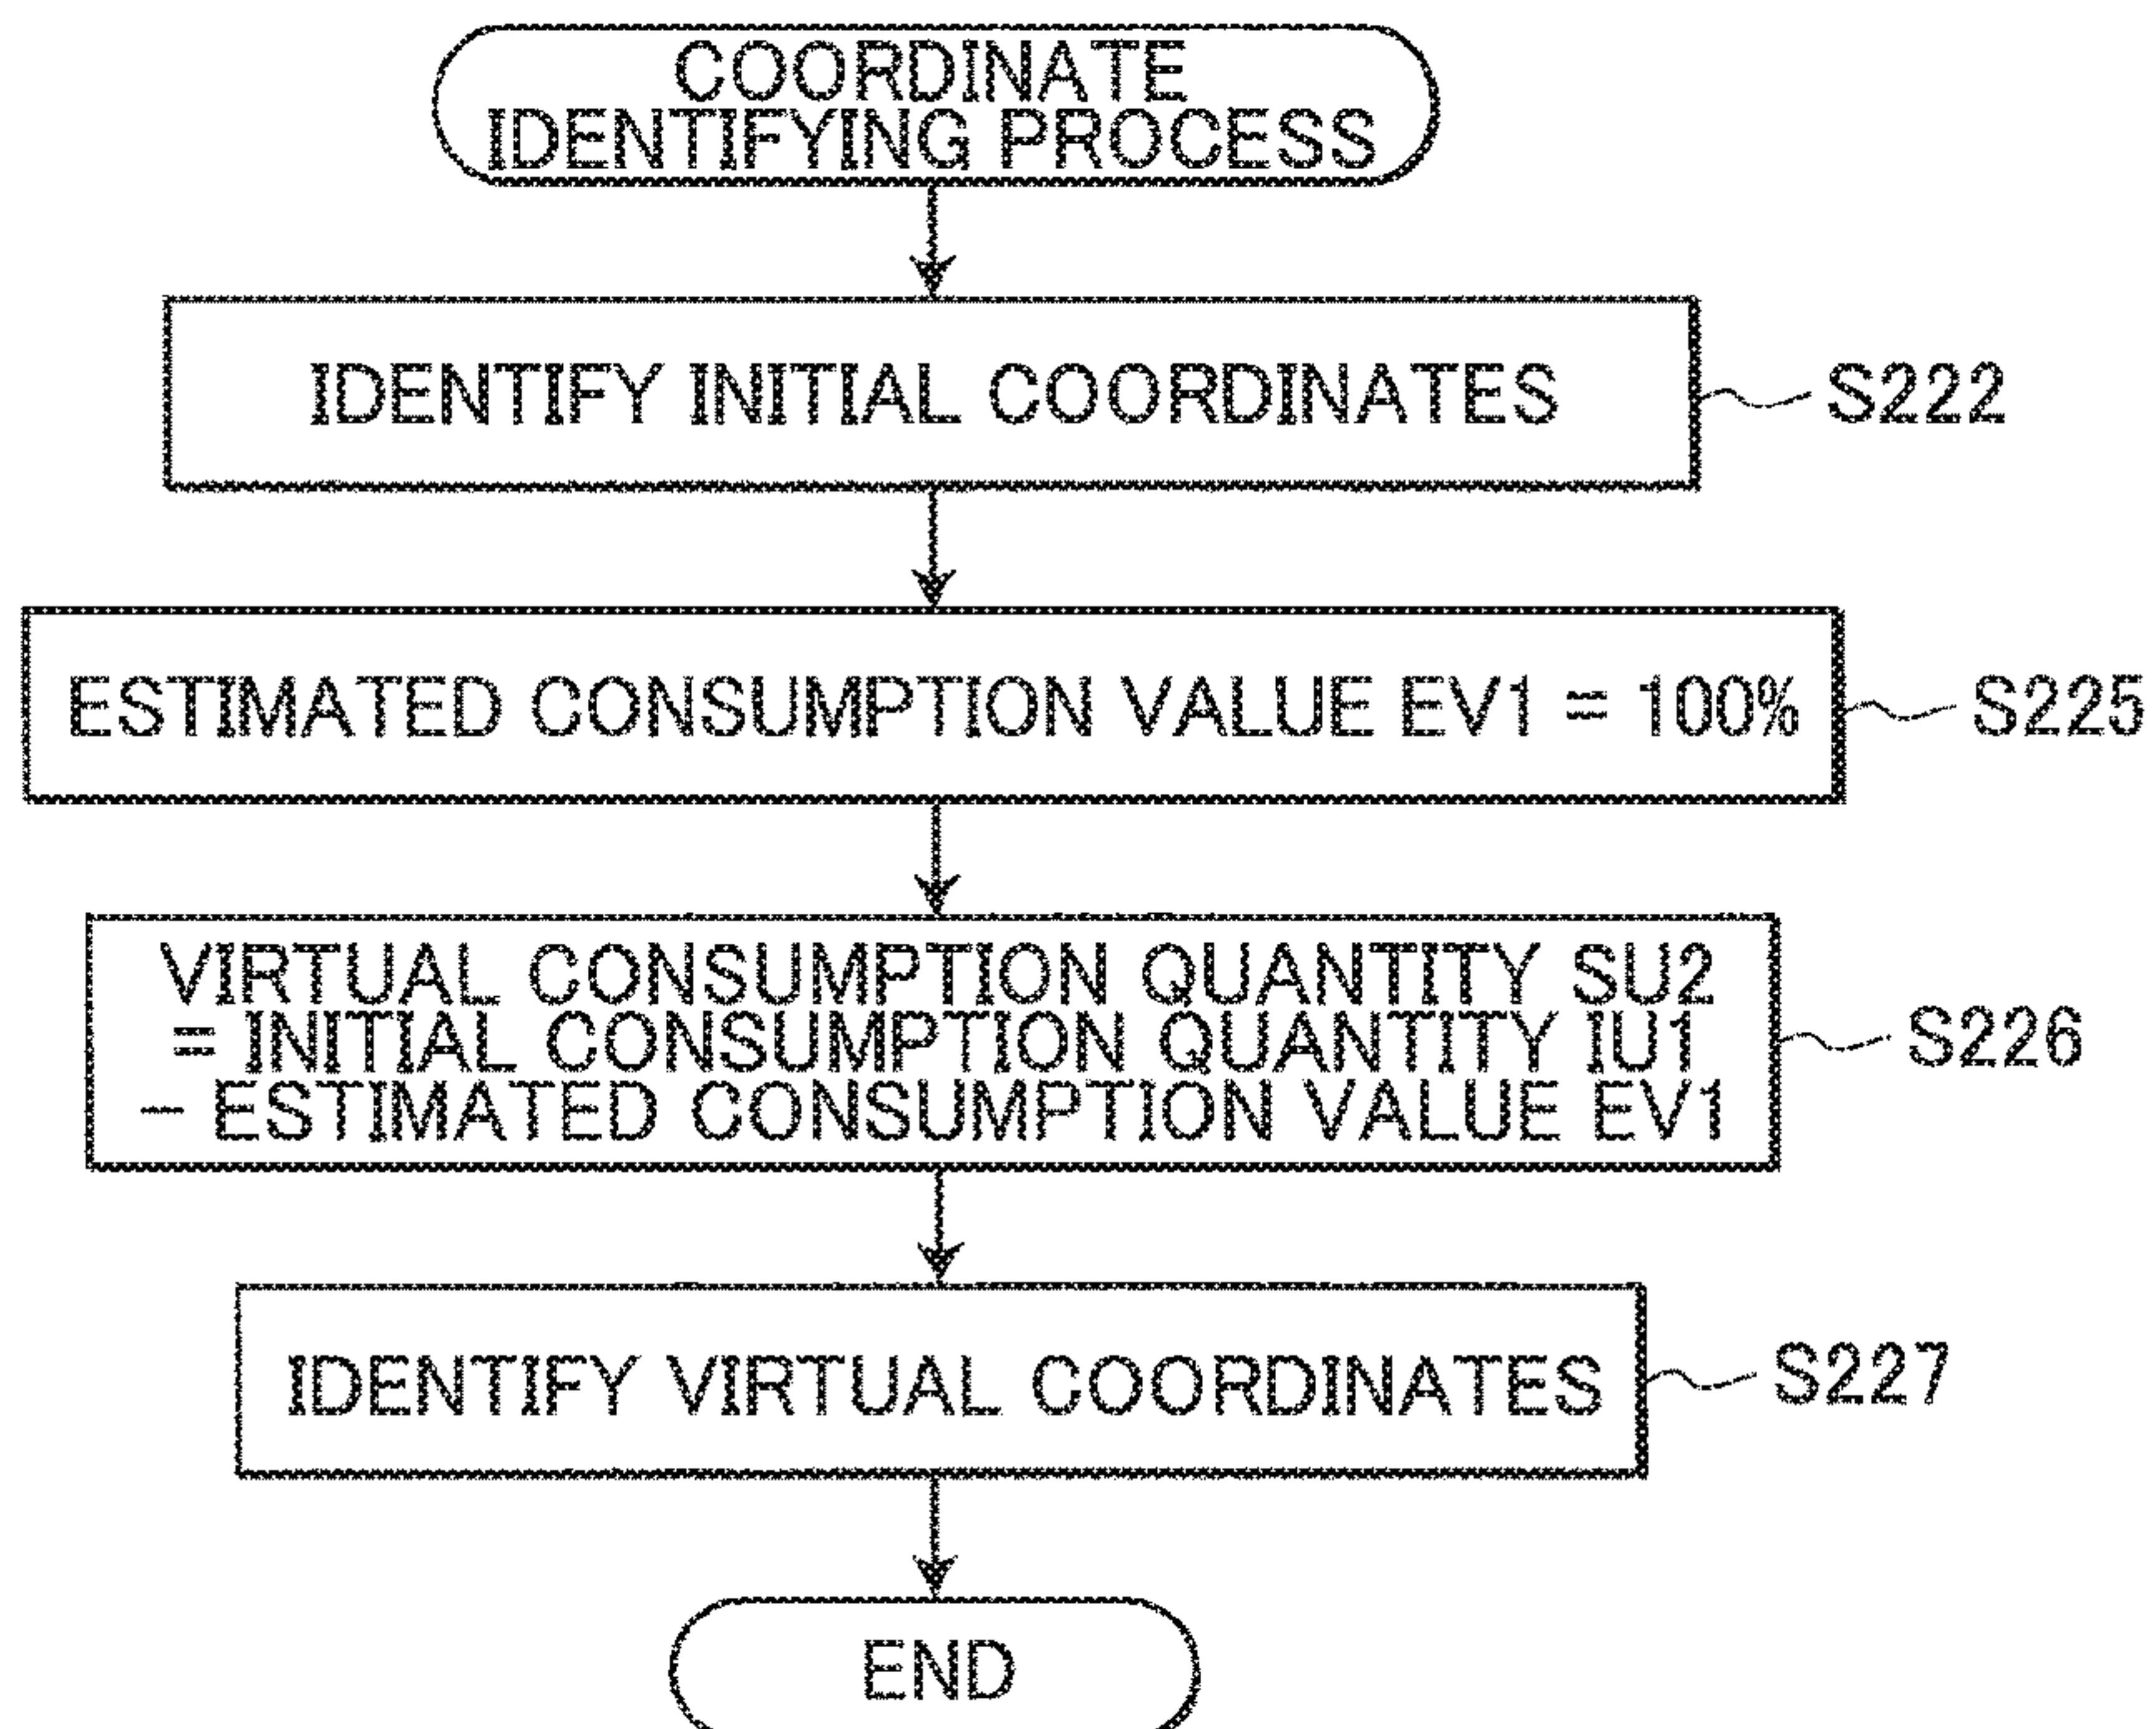 COORDINATE
IDENTIFYING PROCESS
IDENTIFY INITIAL COORDINATES
S222
ESTIMATED CONSUMPTION VALUE EV1 = 100%
S225
VIRTUAL CONSUMPTION QUANTITY SU2
= INITIAL CONSUMPTION QUANTITY IU1
− ESTIMATED CONSUMPTION VALUE EV1
S226
IDENTIFY VIRTUAL COORDINATES
S227
END